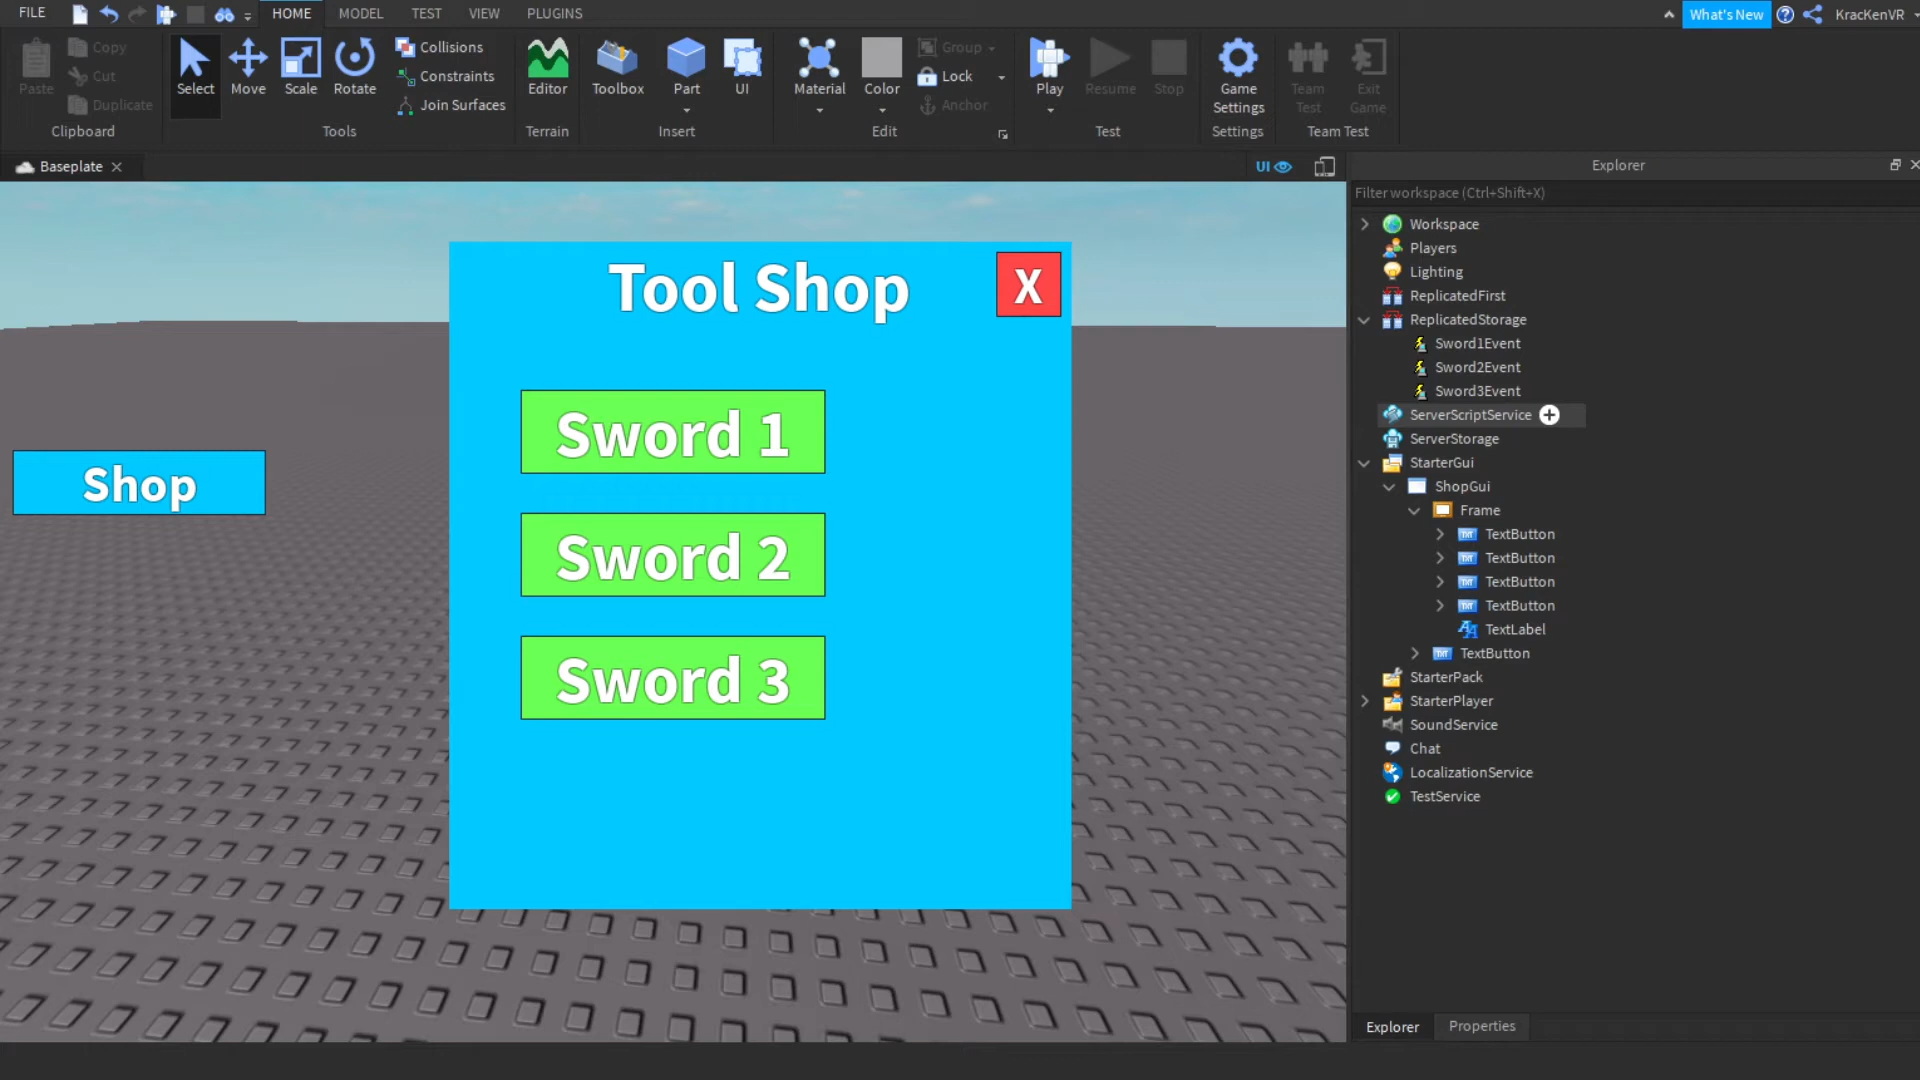 FILE HOME MODEL TEST VIEW PLUGINS What's New KracKenVR
Paste Copy Cut Duplicate
Clipboard
Select Move Scale Rotate
Collisions
Constraints
Join Surfaces
Tools
Editor
Terrain
Toolbox Part UI
Insert
Material Color Group Lock Anchor
Edit
Play Resume Stop
Test
Game Settings
Settings
Team Test Exit Game
Team Test
Baseplate
UI
Explorer
Filter workspace (Ctrl+Shift+X)
Shop
Tool Shop
X
Sword 1
Sword 2
Sword 3
Workspace
Players
Lighting
ReplicatedFirst
ReplicatedStorage
Sword1Event
Sword2Event
Sword3Event
ServerScriptService
ServerStorage
StarterGui
ShopGui
Frame
TextButton
TextButton
TextButton
TextButton
TextLabel
TextButton
StarterPack
StarterPlayer
SoundService
Chat
LocalizationService
TestService
Explorer Properties